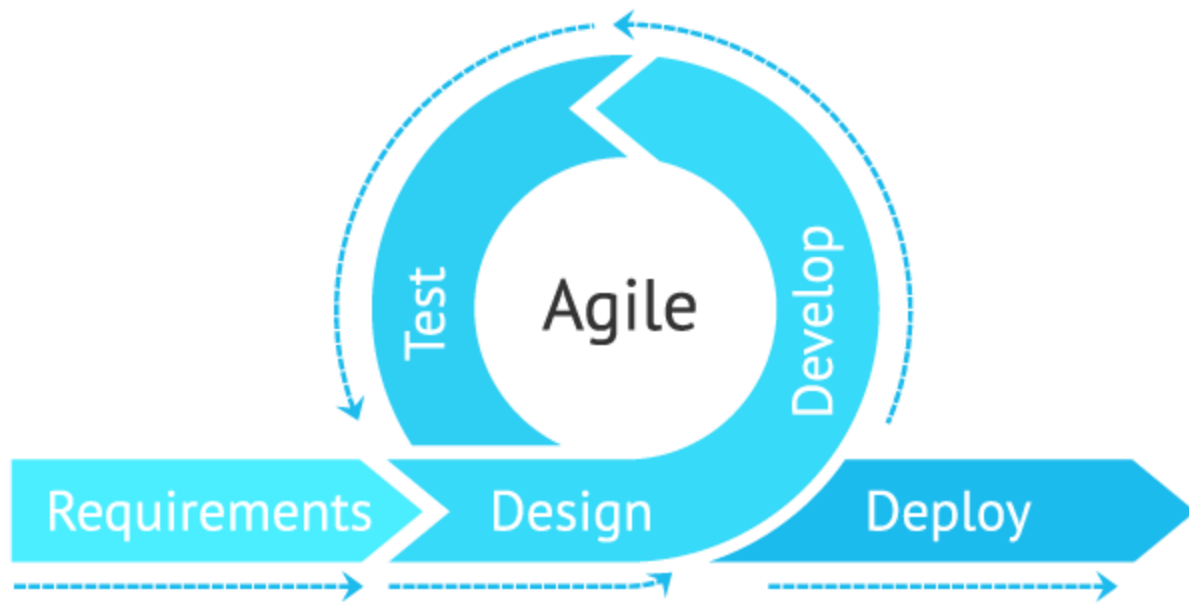 Agile
Test
Develop
Requirements
Design
Deploy